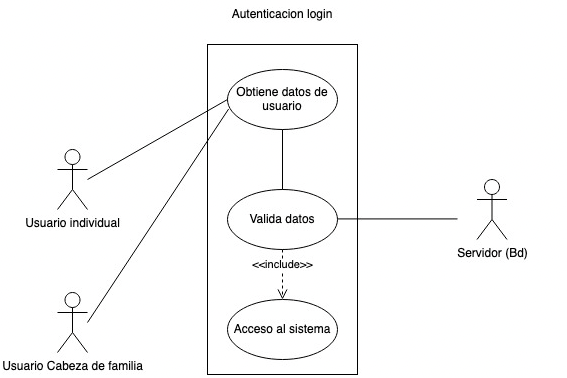 Autenticacion login
Obtiene datos de
usuario
Usuario individual
Valida datos
Servidor (Bd)
<<include>>
Acceso al sistema
Usuario Cabeza de familia